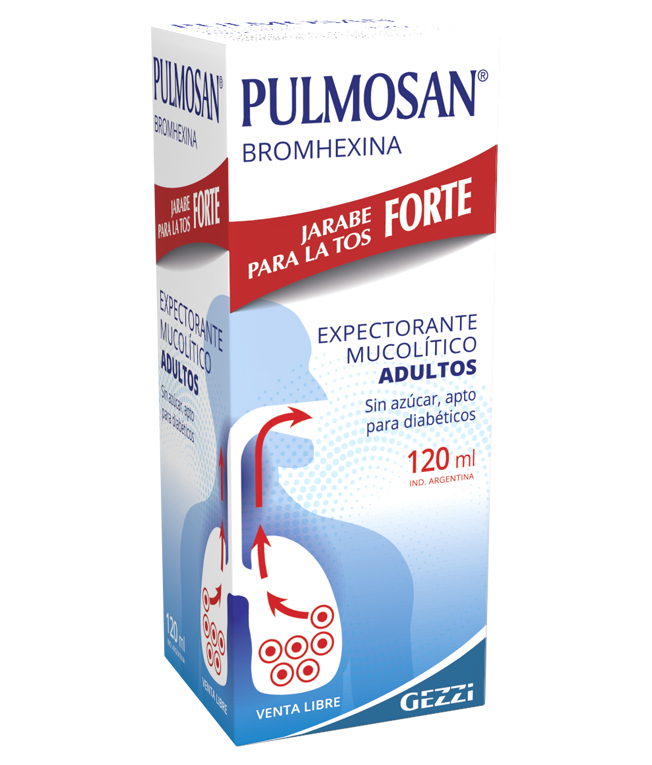 PULMOSAN®
BROMHEXINA
JARABE
PARA LA TOS
FORTE
EXPECTORANTE
MUCOLÍTICO
ADULTOS
Sin azúcar, apto
para diabéticos
120 ml
IND. ARGENTINA
VENTA LIBRE
GEZZi
PULMOSAN®
BROMHEXINA
JARABE
PARA LA TOS
FORTE
EXPECTORANTE
MUCOLÍTICO
ADULTOS
Sin azúcar, apto
para diabéticos
120 ml
IND. ARGENTINA
VENTA LIBRE